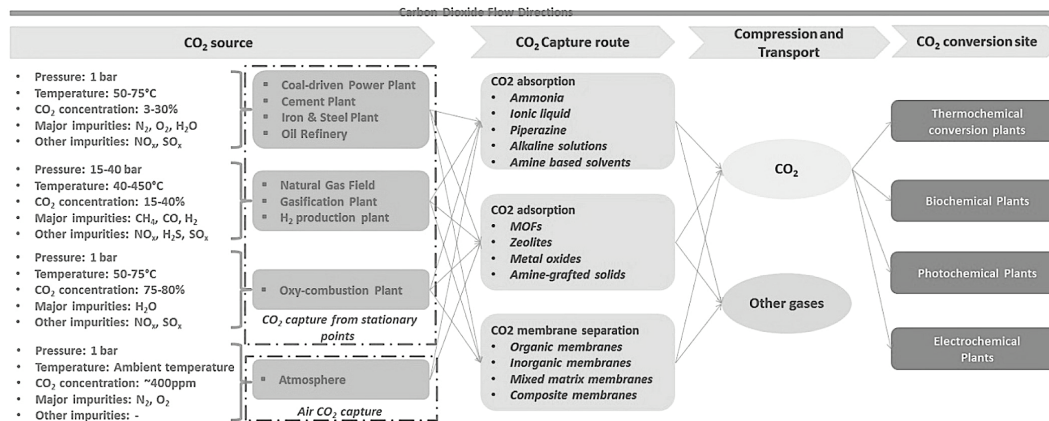 Carbon Dioxide Flow Directions
CO₂ source
CO₂ Capture route
Compression and
Transport
CO₂ conversion site
• Pressure: 1 bar
• Temperature: 50-75°C
• CO₂ concentration: 3-30%
• Major impurities: N₂, O₂, H₂O
• Other impurities: NOₓ, SOₓ
▪ Coal-driven Power Plant
▪ Cement Plant
▪ Iron & Steel Plant
▪ Oil Refinery
• Pressure: 15-40 bar
• Temperature: 40-450°C
• CO₂ concentration: 15-40%
• Major impurities: CH₄, CO, H₂
• Other impurities: NOₓ, H₂S, SOₓ
▪ Natural Gas Field
▪ Gasification Plant
▪ H₂ production plant
• Pressure: 1 bar
• Temperature: 50-75°C
• CO₂ concentration: 75-80%
• Major impurities: H₂O
• Other impurities: NOₓ, SOₓ
▪ Oxy-combustion Plant
CO₂ capture from stationary
points
• Pressure: 1 bar
• Temperature: Ambient temperature
• CO₂ concentration: ~400ppm
• Major impurities: N₂, O₂
• Other impurities: -
▪ Atmosphere
Air CO₂ capture
CO2 absorption
• Ammonia
• Ionic liquid
• Piperazine
• Alkaline solutions
• Amine based solvents
CO2 adsorption
• MOFs
• Zeolites
• Metal oxides
• Amine-grafted solids
CO2 membrane separation
• Organic membranes
• Inorganic membranes
• Mixed matrix membranes
• Composite membranes
CO₂
Other gases
Thermochemical
conversion plants
Biochemical Plants
Photochemical Plants
Electrochemical
Plants